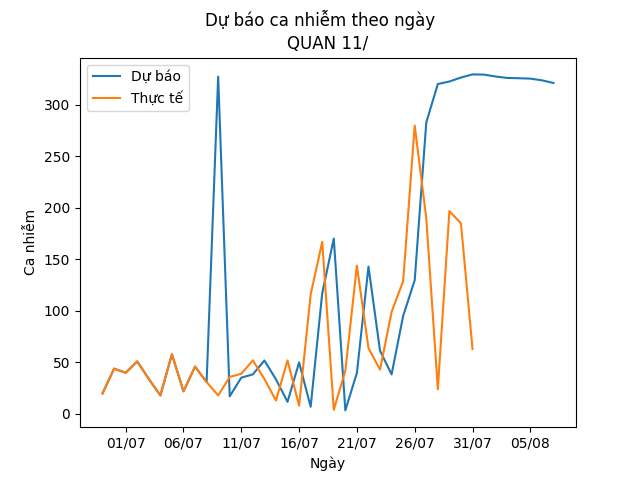 Dự báo ca nhiễm theo ngày
QUAN 11/
Dự báo
Thực tế
Ca nhiễm
300
250
200
150
100
50
0
01/07 06/07 11/07 16/07 21/07 26/07 31/07 05/08
Ngày